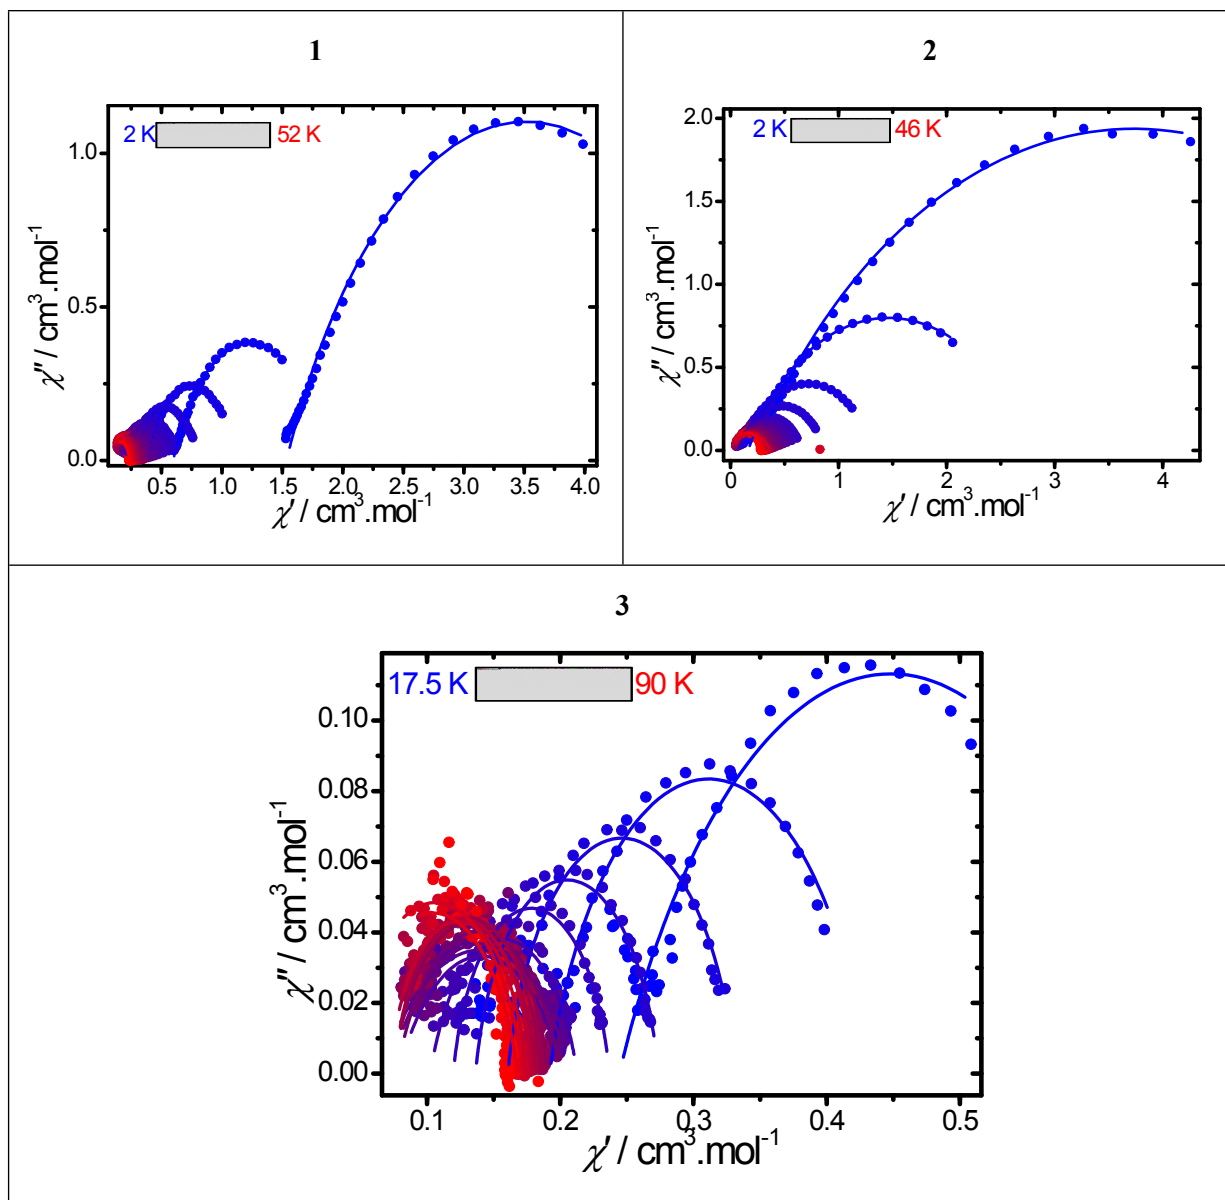 1
2 K 52 K
1.0
0.5
0.0
χ″ / cm³.mol⁻¹
0.5 1.0 1.5 2.0 2.5 3.0 3.5 4.0
χ′ / cm³.mol⁻¹
2
2 K 46 K
2.0
1.5
1.0
0.5
0.0
χ″ / cm³.mol⁻¹
0 1 2 3 4
χ′ / cm³.mol⁻¹
3
17.5 K 90 K
0.10
0.08
0.06
0.04
0.02
0.00
χ″ / cm³.mol⁻¹
0.1 0.2 0.3 0.4 0.5
χ′ / cm³.mol⁻¹